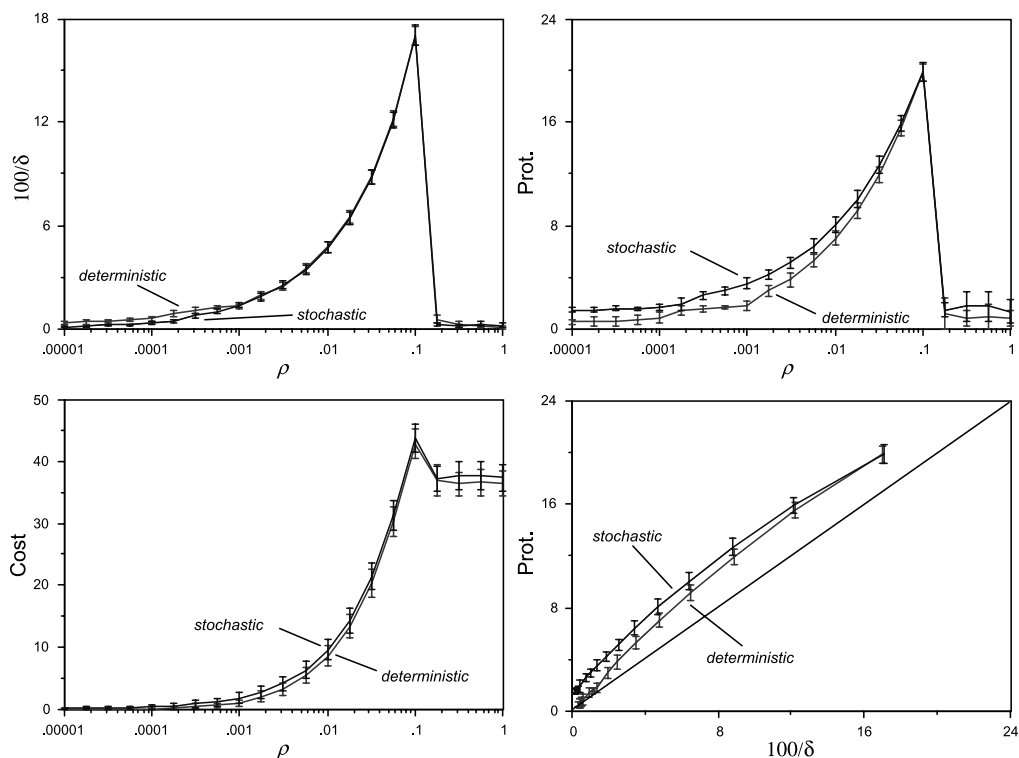 18
12
6
0
100/δ
deterministic
stochastic
.00001 .0001 .001 .01 .1 1
ρ
24
16
8
0
Prot.
stochastic
deterministic
.00001 .0001 .001 .01 .1 1
ρ
50
40
30
20
10
0
Cost
stochastic
deterministic
.00001 .0001 .001 .01 .1 1
ρ
24
16
8
0
Prot.
stochastic
deterministic
0 8 16 24
100/δ